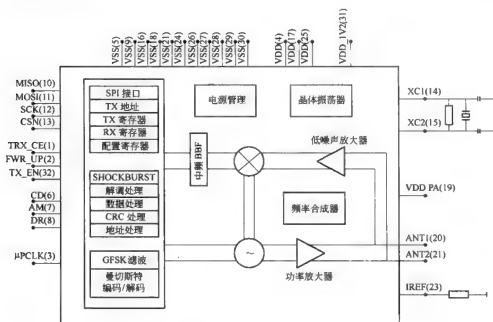 VSS(5)
VSS(9)
VSS(16)
VSS(18)
VSS(21)
VSS(24)
VSS(26)
VSS(27)
VSS(28)
VSS(29)
VSS(30)
VDD(4)
VDD(17)
VDD(25)
VDD_1V2(31)
MISO(10)
MOSI(11)
SCK(12)
CSN(13)
TRX_CE(1)
FWR_UP(2)
TX_EN(32)
CD(6)
AM(7)
DR(8)
μPCLK(3)
SPI 接口
TX 地址
TX 寄存器
RX 寄存器
配置寄存器
SHOCKBURST
解调处理
数据处理
CRC 处理
地址处理
GFSK 滤波
曼切斯特
编码/解码
电源管理
晶体振荡器
中频 BBF
低噪声放大器
频率合成器
~
功率放大器
XC1(14)
XC2(15)
VDD PA(19)
ANT1(20)
ANT2(21)
IREF(23)